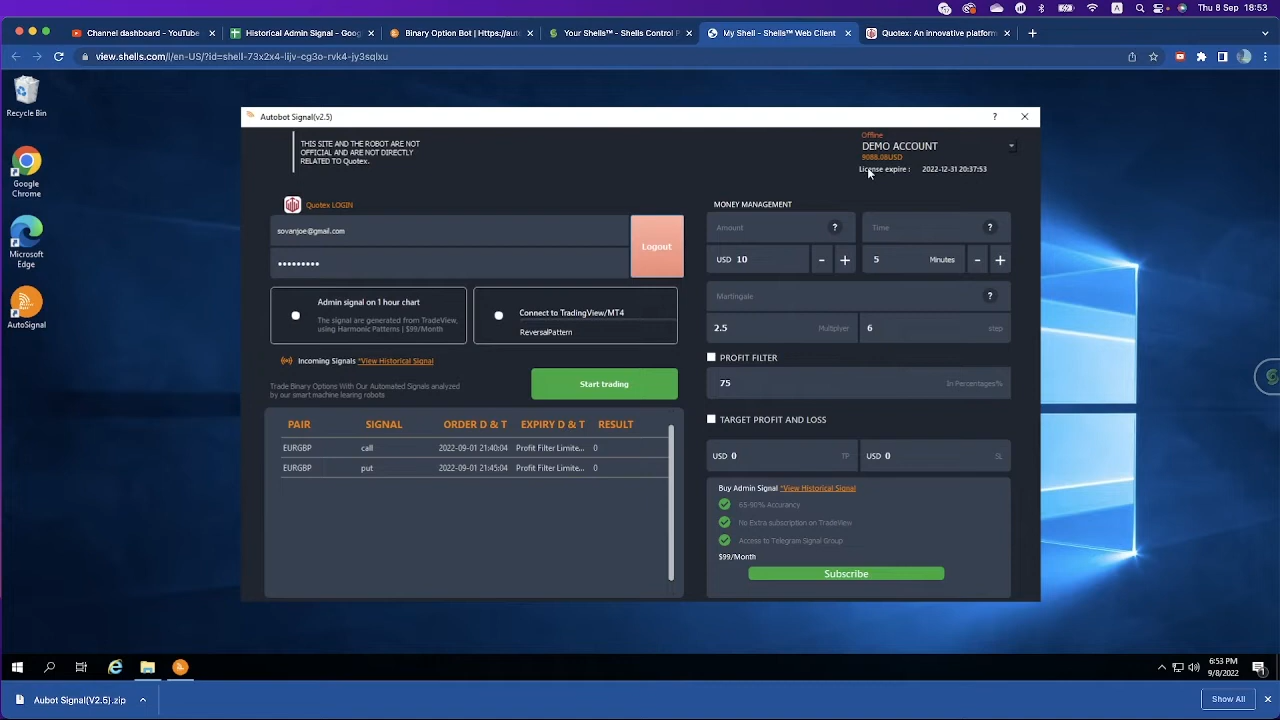 Thu 8 Sep 18:53
Channel dashboard - YouTube
Historical Admin Signal - Goog
Binary Option Bot | Https://auto
Your Shells™ - Shells Control P
My Shell - Shells™ Web Client
Quotex: An innovative platform
view.shells.com/l/en-US/?id=shell-73x2x4-ljjv-cg3o-rvk4-jy3sqlxu
Recycle Bin
Google
Chrome
Microsoft
Edge
AutoSignal
Autobot Signal(v2.5)
? 
THIS SITE AND THE ROBOT ARE NOT
OFFICIAL AND ARE NOT DIRECTLY
RELATED TO Quotex.
Offline
DEMO ACCOUNT
9088.08USD
License expire : 2022-12-31 20:37:53
Quotex LOGIN
sovanjoe@gmail.com
•••••••••
Logout
Admin signal on 1 hour chart
The signal are generated from TradeView,
using Harmonic Patterns | $99/Month
Connect to TradingView/MT4
ReversalPattern
Incoming Signals *View Historical Signal
Trade Binary Options With Our Automated Signals analyzed
by our smart machine learing robots
Start trading
PAIR SIGNAL ORDER D & T EXPIRY D & T RESULT
EURGBP call 2022-09-01 21:40:04 Profit Filter Limite... 0
EURGBP put 2022-09-01 21:45:04 Profit Filter Limite... 0
MONEY MANAGEMENT
Amount ? Time ?
USD 10 - + 5 Minutes - +
Martingale ?
2.5 Multiplyer 6 step
PROFIT FILTER
75 In Percentages%
TARGET PROFIT AND LOSS
USD 0 TP USD 0 SL
Buy Admin Signal *View Historical Signal
65-90% Accurancy
No Extra subscription on TradeView
Access to Telegram Signal Group
$99/Month
Subscribe
6:53 PM
9/8/2022
Aubot Signal(V2.5).zip
Show All